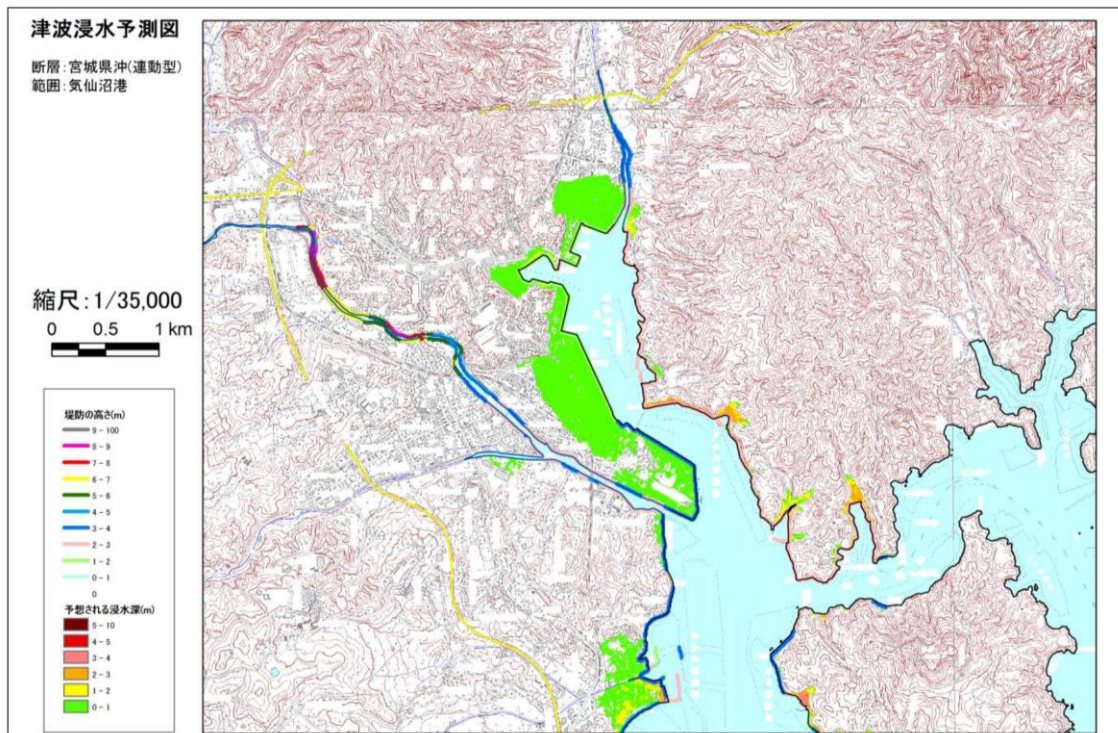 津波浸水予測図
断層:宮城県沖(連動型)
範囲:気仙沼港
縮尺:1/35,000
0 0.5 1 km
堤防の高さ(m)
9 - 100
8 - 9
7 - 8
6 - 7
5 - 6
4 - 5
3 - 4
2 - 3
1 - 2
0 - 1
0
予想される浸水深(m)
5 - 10
4 - 5
3 - 4
2 - 3
1 - 2
0 - 1